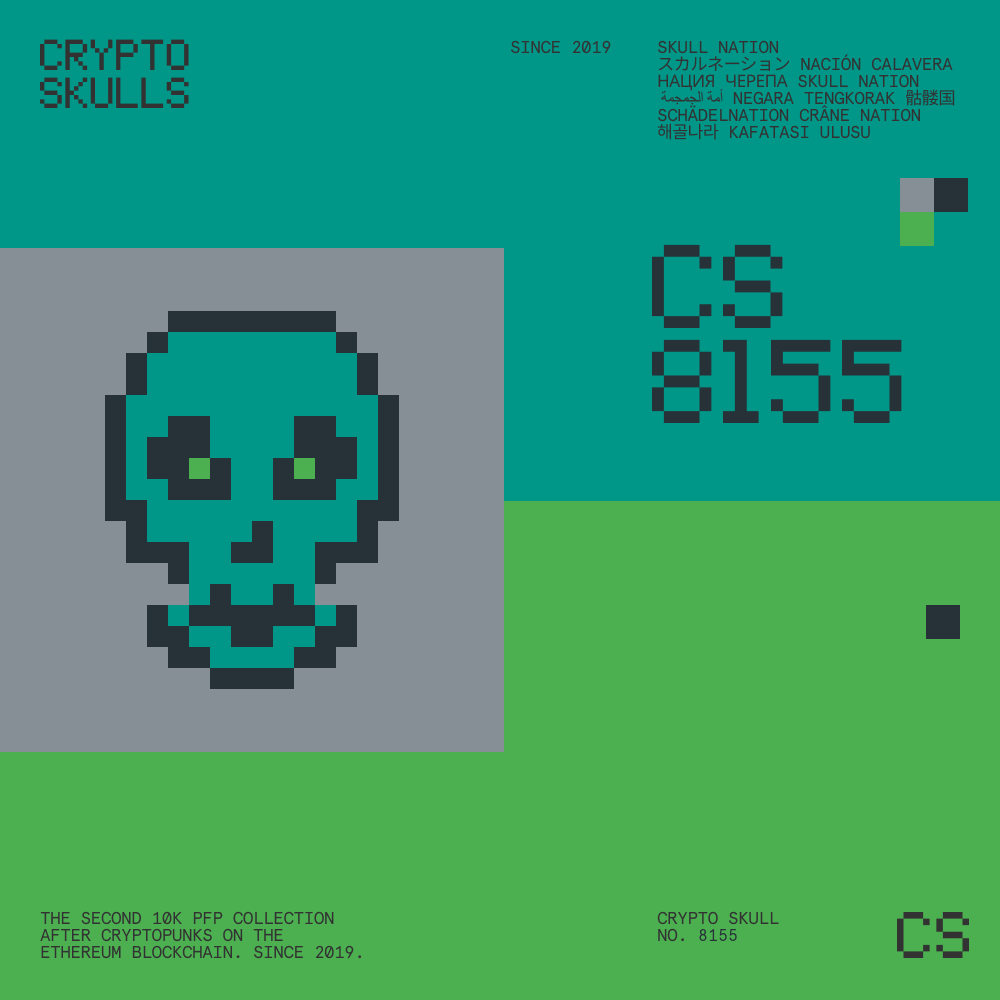 CRYPTO
SKULLS
SINCE 2019
SKULL NATION
スカルネーション NACIÓN CALAVERA
НАЦИЯ ЧЕРЕПА SKULL NATION
أمة الجمجمة NEGARA TENGKORAK 骷髅国
SCHÄDELNATION CRÂNE NATION
해골나라 KAFATASI ULUSU
CS
8155
THE SECOND 10K PFP COLLECTION
AFTER CRYPTOPUNKS ON THE
ETHEREUM BLOCKCHAIN. SINCE 2019.
CRYPTO SKULL
NO. 8155
CS